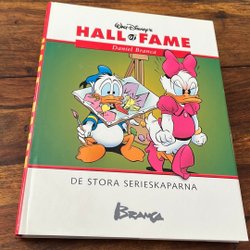 Walt Disney's
HALL of FAME
Daniel Branca
DE STORA SERIESKAPARNA
BRANCA